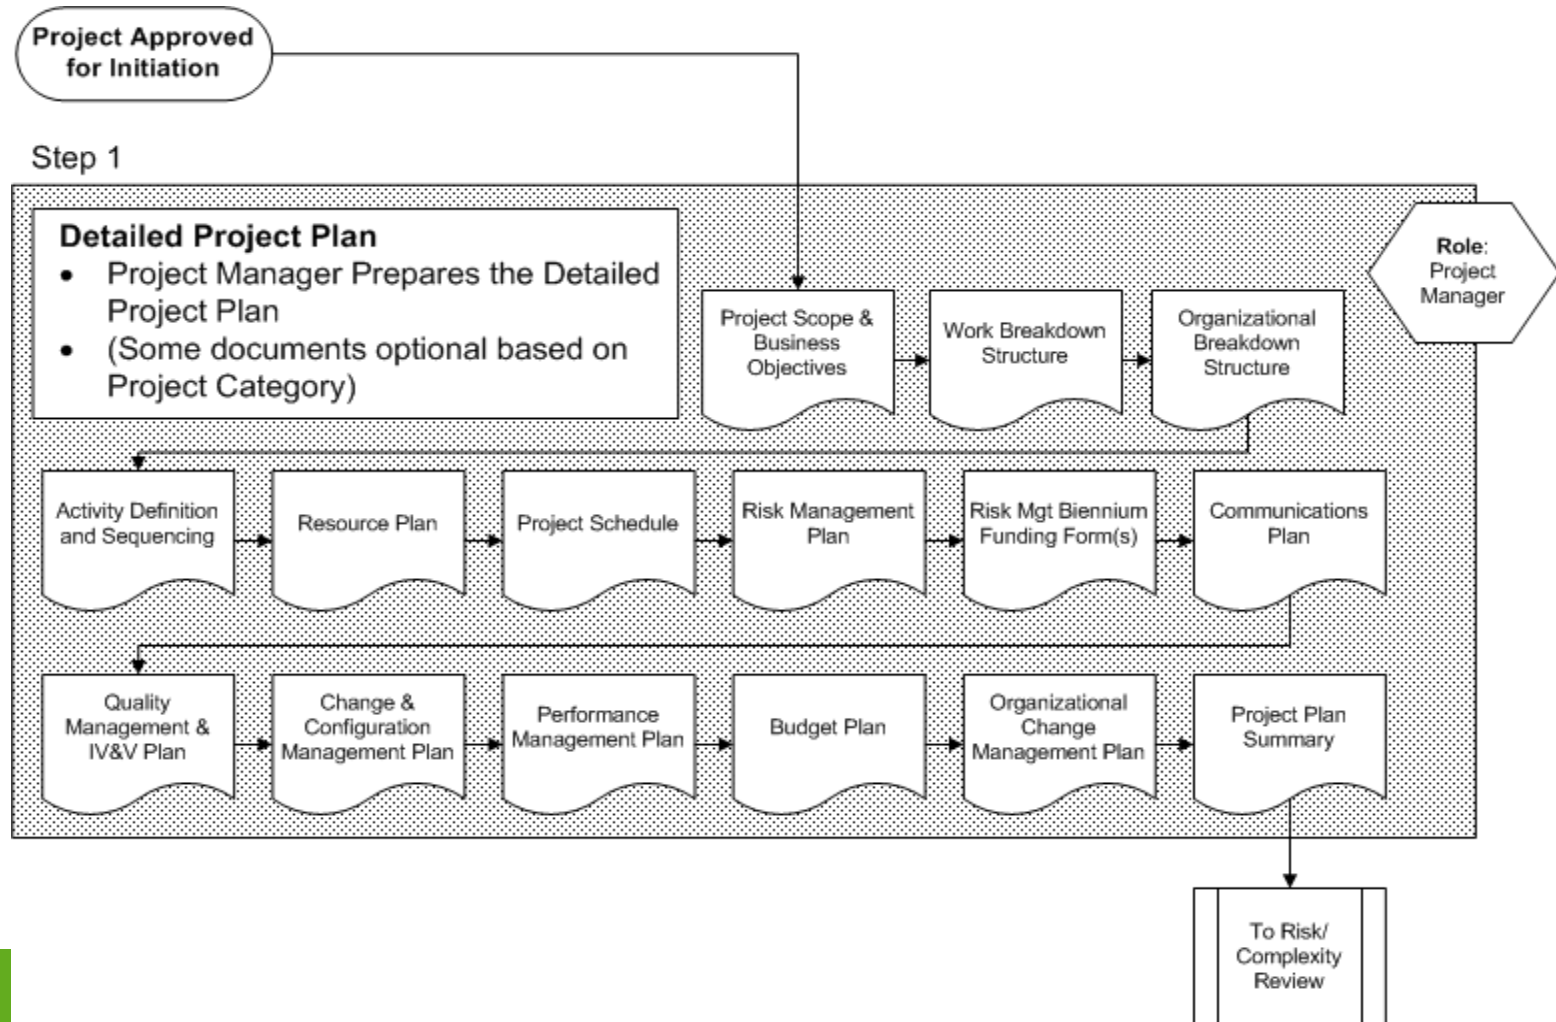 Project Approved
for Initiation
Step 1
Detailed Project Plan
• Project Manager Prepares the Detailed
Project Plan
• (Some documents optional based on
Project Category)
Role:
Project
Manager
Project Scope &
Business
Objectives
Work Breakdown
Structure
Organizational
Breakdown
Structure
Activity Definition
and Sequencing
Resource Plan
Project Schedule
Risk Management
Plan
Risk Mgt Biennium
Funding Form(s)
Communications
Plan
Quality
Management &
IV&V Plan
Change &
Configuration
Management Plan
Performance
Management Plan
Budget Plan
Organizational
Change
Management Plan
Project Plan
Summary
To Risk/
Complexity
Review